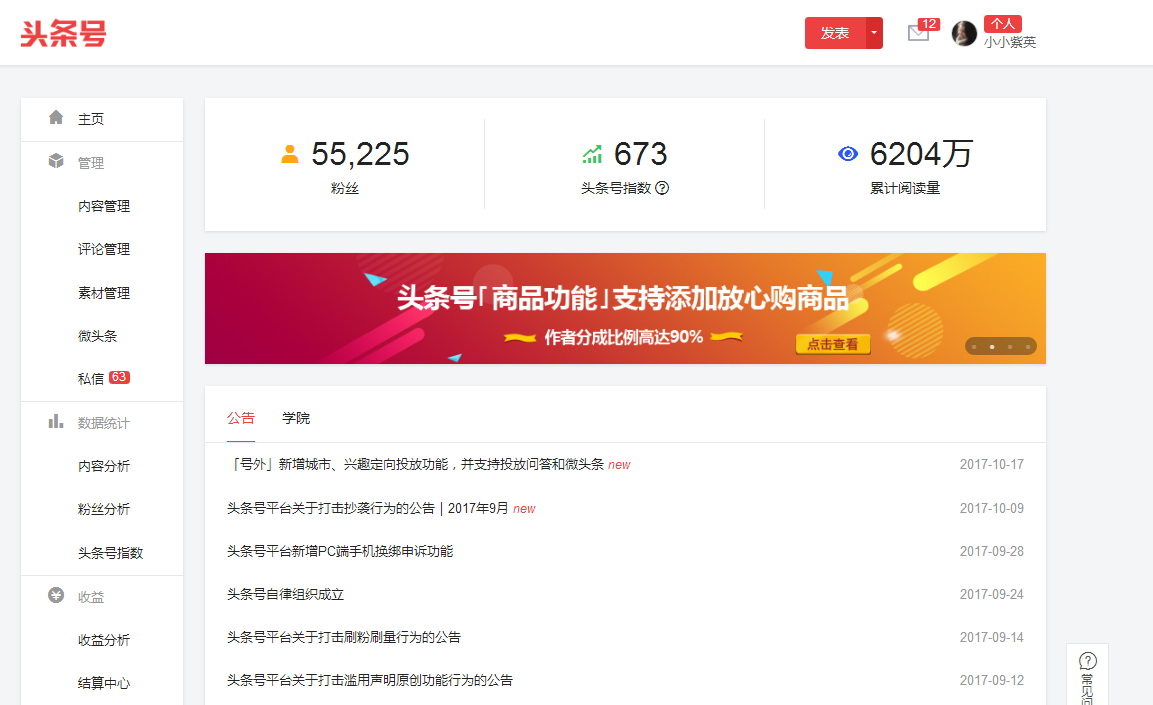 头条号
发表
12
个人
小小紫英
主页
管理
内容管理
评论管理
素材管理
微头条
私信 63
数据统计
内容分析
粉丝分析
头条号指数
收益
收益分析
结算中心
55,225
粉丝
673
头条号指数 ?
6204万
累计阅读量
头条号「商品功能」支持添加放心购商品
作者分成比例高达90%
点击查看
公告 学院
「号外」新增城市、兴趣定向投放功能，并支持投放问答和微头条 new 2017-10-17
头条号平台关于打击抄袭行为的公告 | 2017年9月 new 2017-10-09
头条号平台新增PC端手机换绑申诉功能 2017-09-28
头条号自律组织成立 2017-09-24
头条号平台关于打击刷粉刷量行为的公告 2017-09-14
头条号平台关于打击滥用声明原创功能行为的公告 2017-09-12
?
常见问